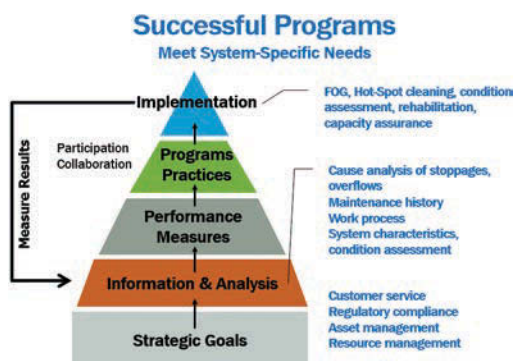 Successful Programs
Meet System-Specific Needs
Implementation
FOG, Hot-Spot cleaning, condition
assessment, rehabilitation,
capacity assurance
Participation
Collaboration
Measure Results
Programs
Practices
Cause analysis of stoppages,
overflows
Maintenance history
Work process
System characteristics,
condition assessment
Performance
Measures
Information & Analysis
Customer service
Regulatory compliance
Asset management
Resource management
Strategic Goals